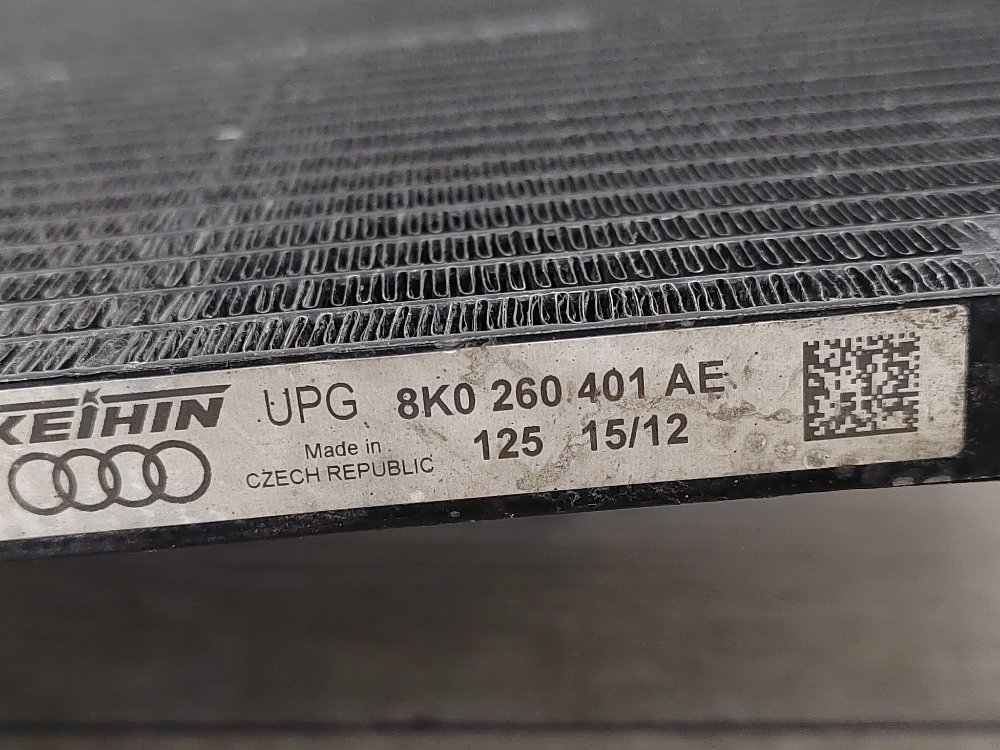 KEIHIN UPG 8K0 260 401 AE
Made in 125 15/12
CZECH REPUBLIC